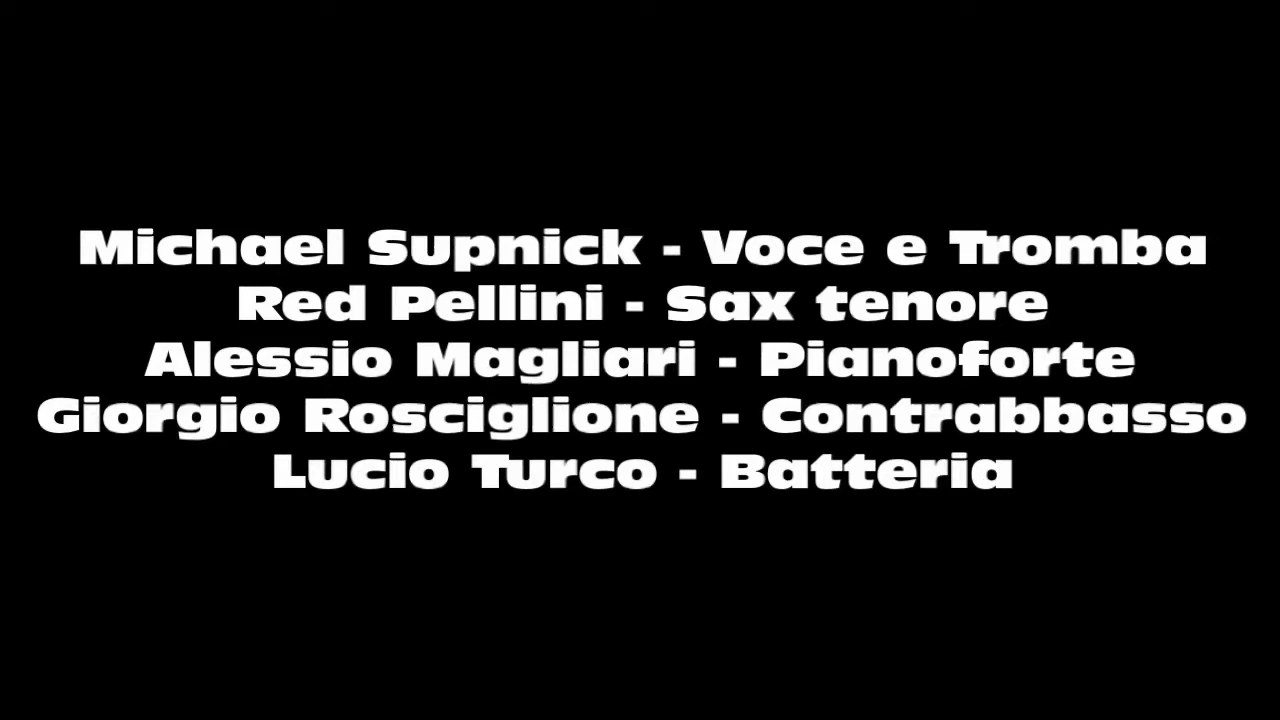 Michael Supnick - Voce e Tromba
Red Pellini - Sax tenore
Alessio Magliari - Pianoforte
Giorgio Rosciglione - Contrabbasso
Lucio Turco - Batteria